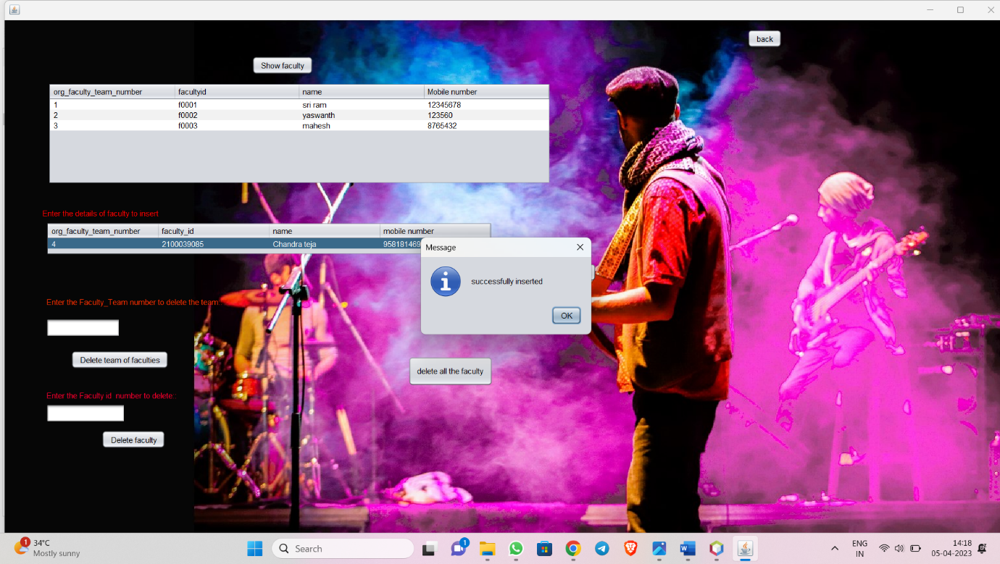 back
Show faculty
org_faculty_team_number facultyid name Mobile number
1 f0001 sri ram 12345678
2 f0002 yaswanth 123560
3 f0003 mahesh 8765432
Enter the details of faculty to insert
org_faculty_team_number faculty_id name mobile number
4 2100039085 Chandra teja 958181469
Message
successfully inserted
OK
Enter the Faculty_Team number to delete the team:
Delete team of faculties
delete all the faculty
Enter the Faculty id number to delete::
Delete faculty
1
34°C
Mostly sunny
Search
1
ENG
IN
14:18
05-04-2023